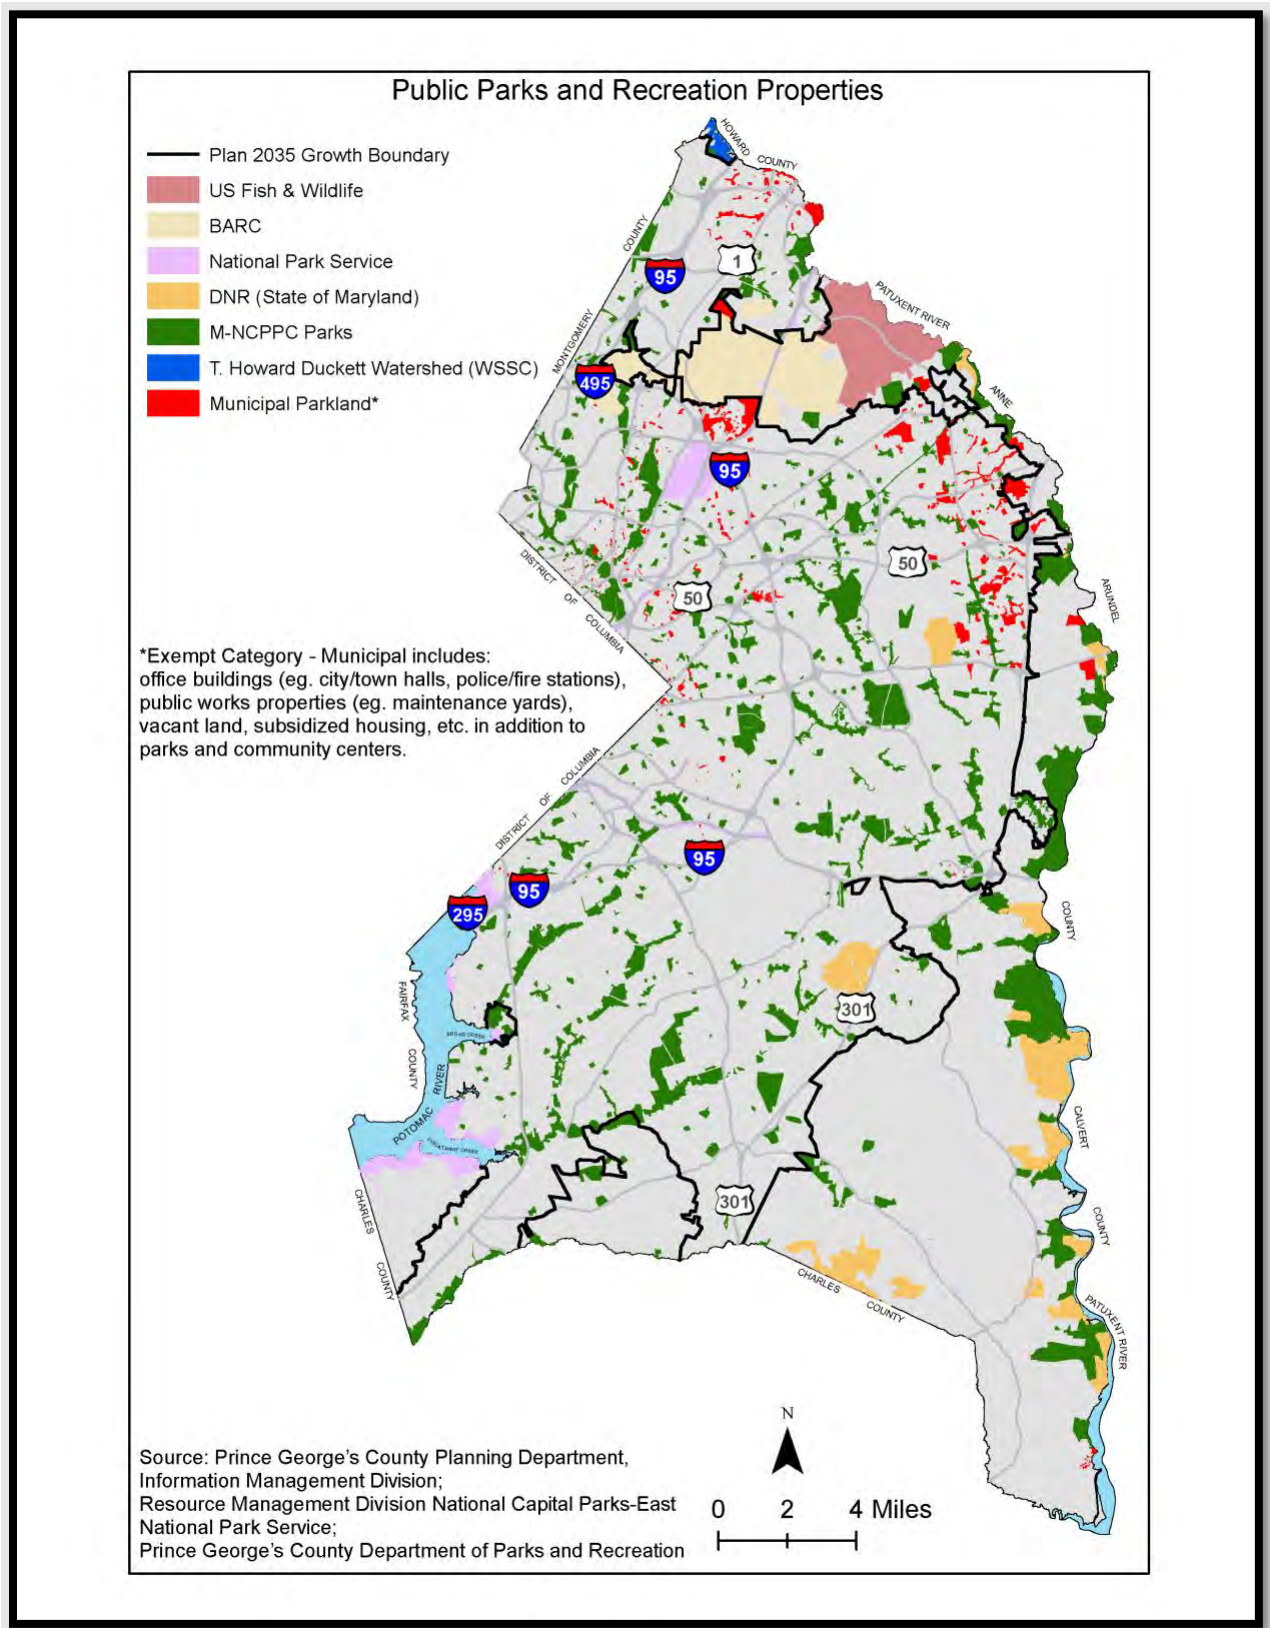 Public Parks and Recreation Properties
Plan 2035 Growth Boundary
US Fish & Wildlife
BARC
National Park Service
DNR (State of Maryland)
M-NCPPC Parks
T. Howard Duckett Watershed (WSSC)
Municipal Parkland*
HOWARD
COUNTY
COUNTY
MONTGOMERY
95
1
PATUXENT RIVER
495
ANNE
95
50
50
DISTRICT
OF
COLUMBIA
ARUNDEL
*Exempt Category - Municipal includes:
office buildings (eg. city/town halls, police/fire stations),
public works properties (eg. maintenance yards),
vacant land, subsidized housing, etc. in addition to
parks and community centers.
DISTRICT
OF
COLUMBIA
95
95
295
COUNTY
FAIRFAX
COUNTY
301
BROAD CREEK
POTOMAC
RIVER
PISCATAWAY CREEK
CALVERT
COUNTY
301
CHARLES
COUNTY
CHARLES
COUNTY
PATUXENT RIVER
N
0 2 4 Miles
Source: Prince George's County Planning Department,
Information Management Division;
Resource Management Division National Capital Parks-East
National Park Service;
Prince George's County Department of Parks and Recreation